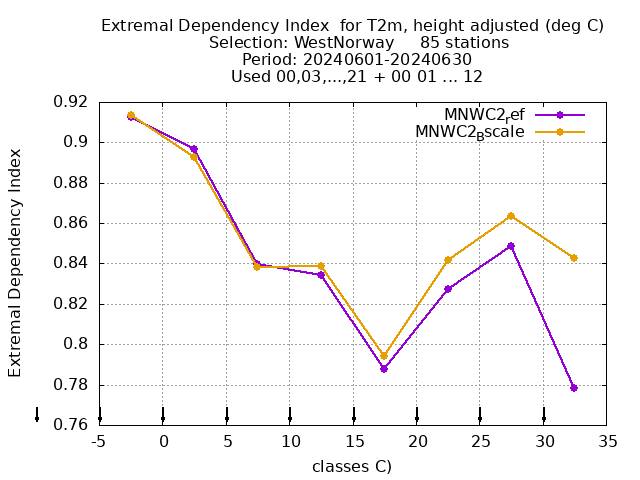 Extremal Dependency Index  for T2m, height adjusted (deg C)
Selection: WestNorway     85 stations
Period: 20240601-20240630
Used 00,03,...,21 + 00 01 ... 12
MNWC2ref
MNWC2Bscale
Extremal Dependency Index
0.92
0.9
0.88
0.86
0.84
0.82
0.8
0.78
0.76
-5 0 5 10 15 20 25 30 35
classes C)